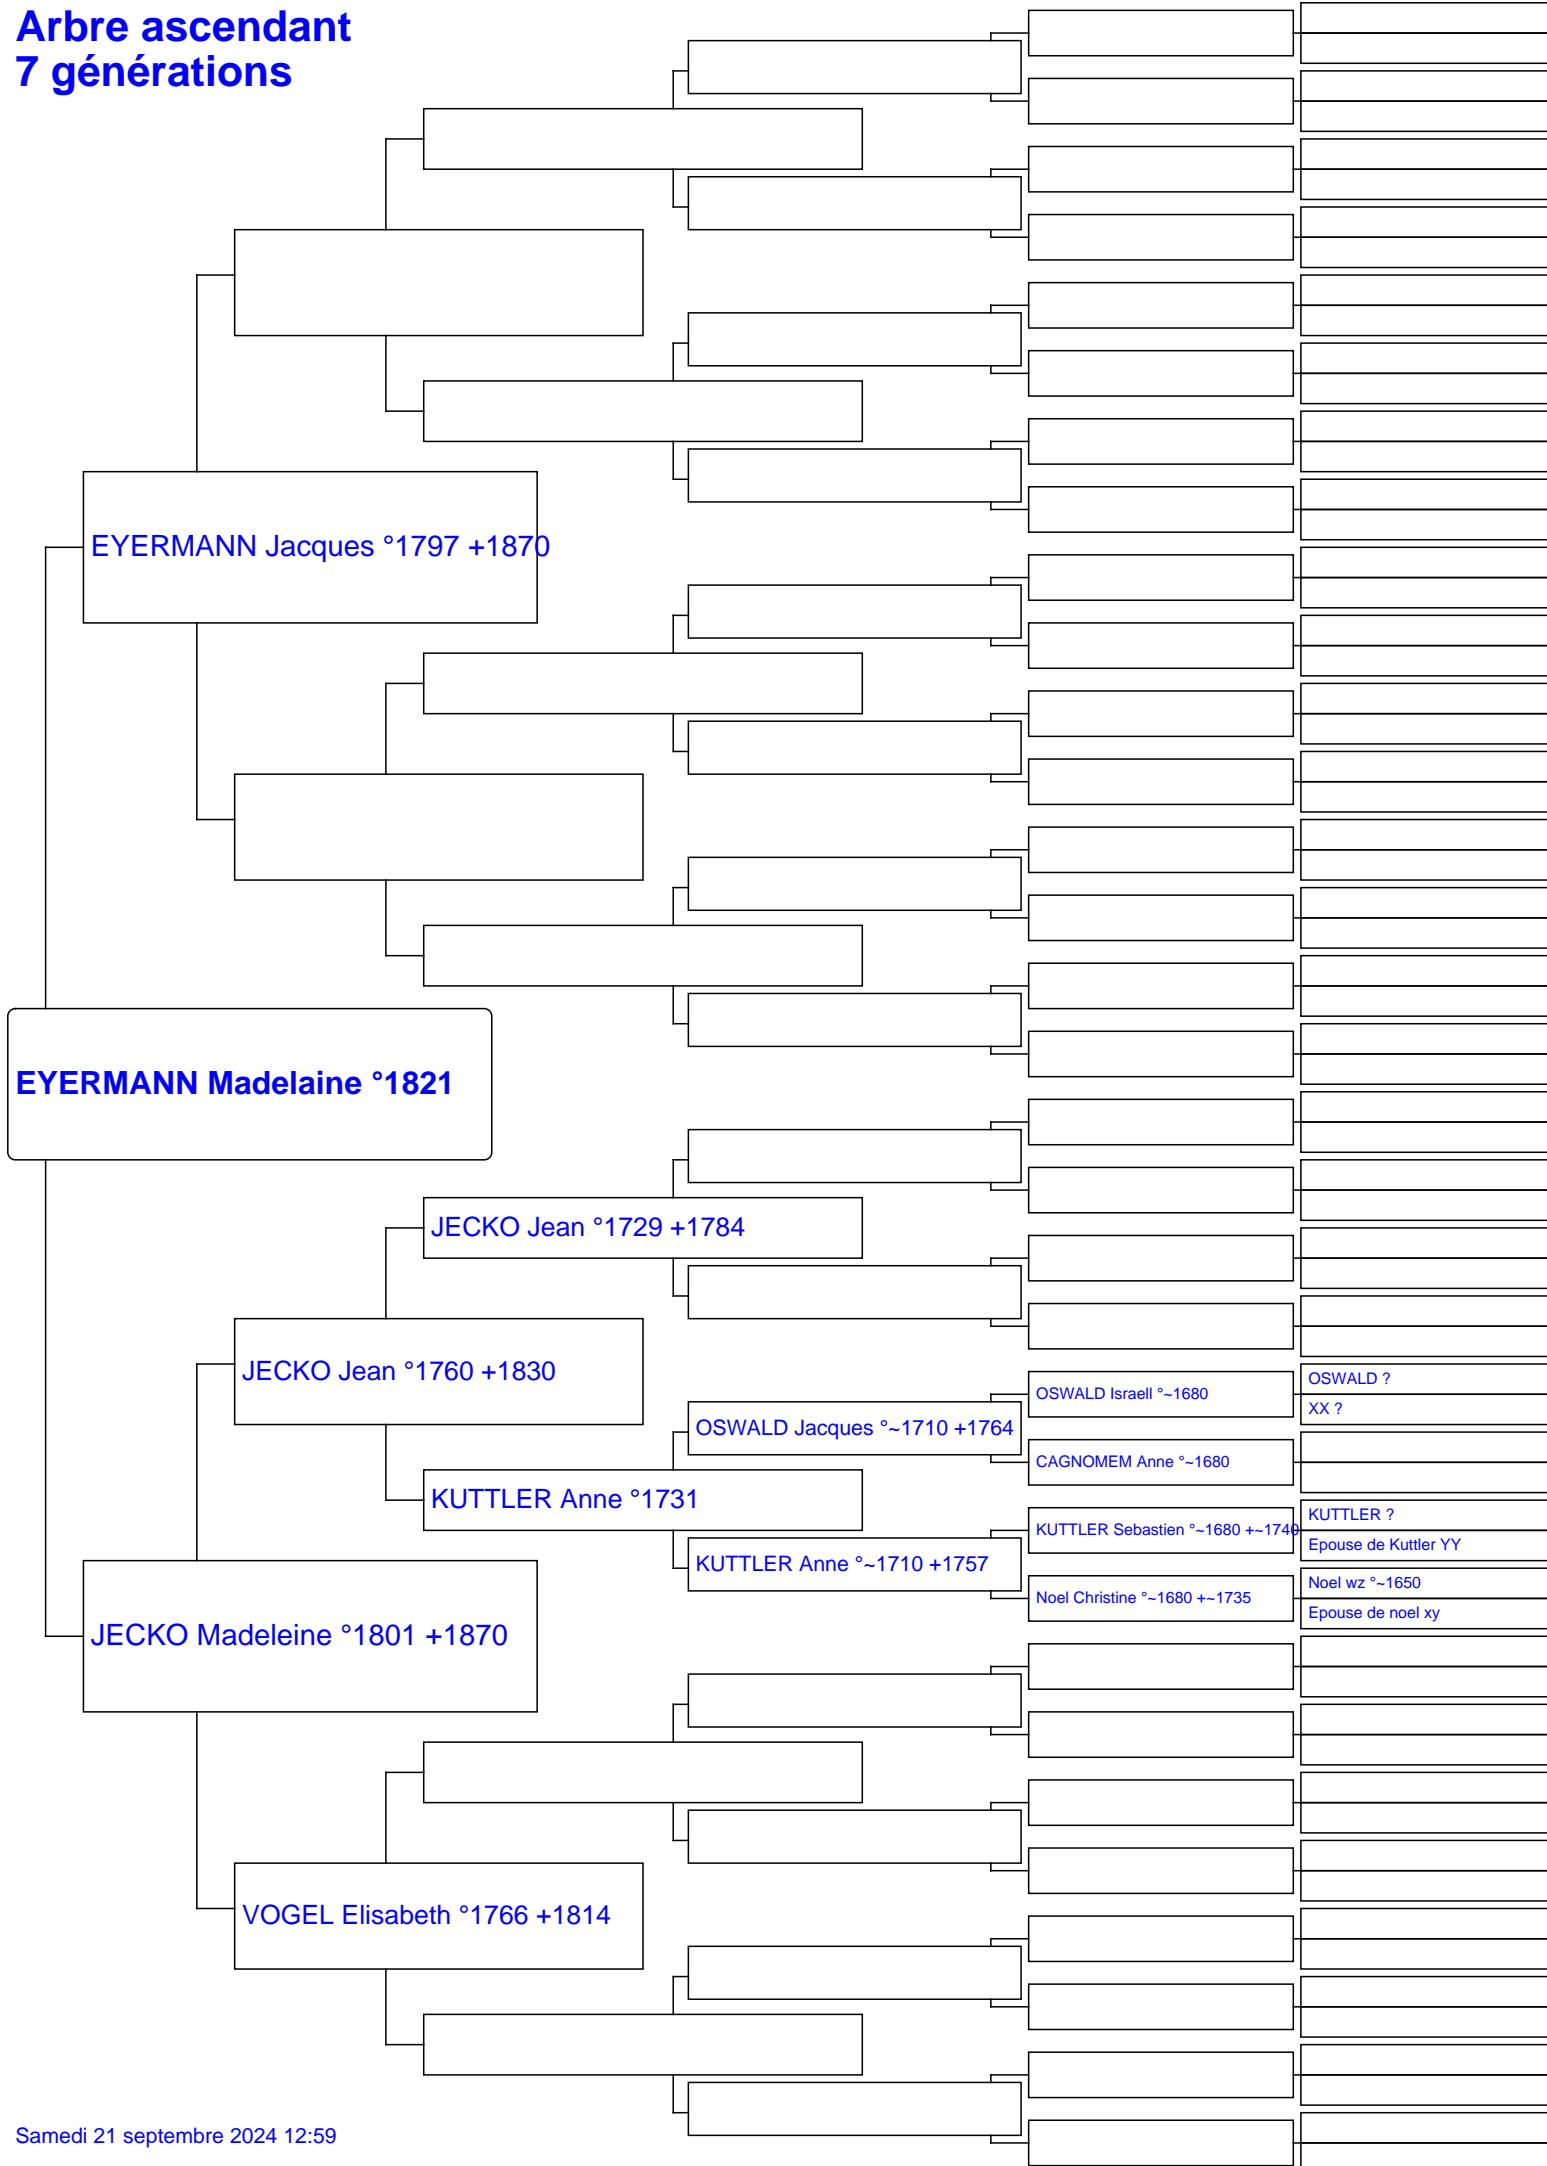 Arbre ascendant
7 générations
EYERMANN Jacques °1797 +1870
EYERMANN Madelaine °1821
JECKO Jean °1729 +1784
JECKO Jean °1760 +1830
OSWALD ?
OSWALD Israell °~1680
XX ?
OSWALD Jacques °~1710 +1764
CAGNOMEM Anne °~1680
KUTTLER Anne °1731
KUTTLER ?
KUTTLER Sebastien °~1680 +~1740
Epouse de Kuttler YY
KUTTLER Anne °~1710 +1757
Noel wz °~1650
Noel Christine °~1680 +~1735
Epouse de noel xy
JECKO Madeleine °1801 +1870
VOGEL Elisabeth °1766 +1814
Samedi 21 septembre 2024 12:59